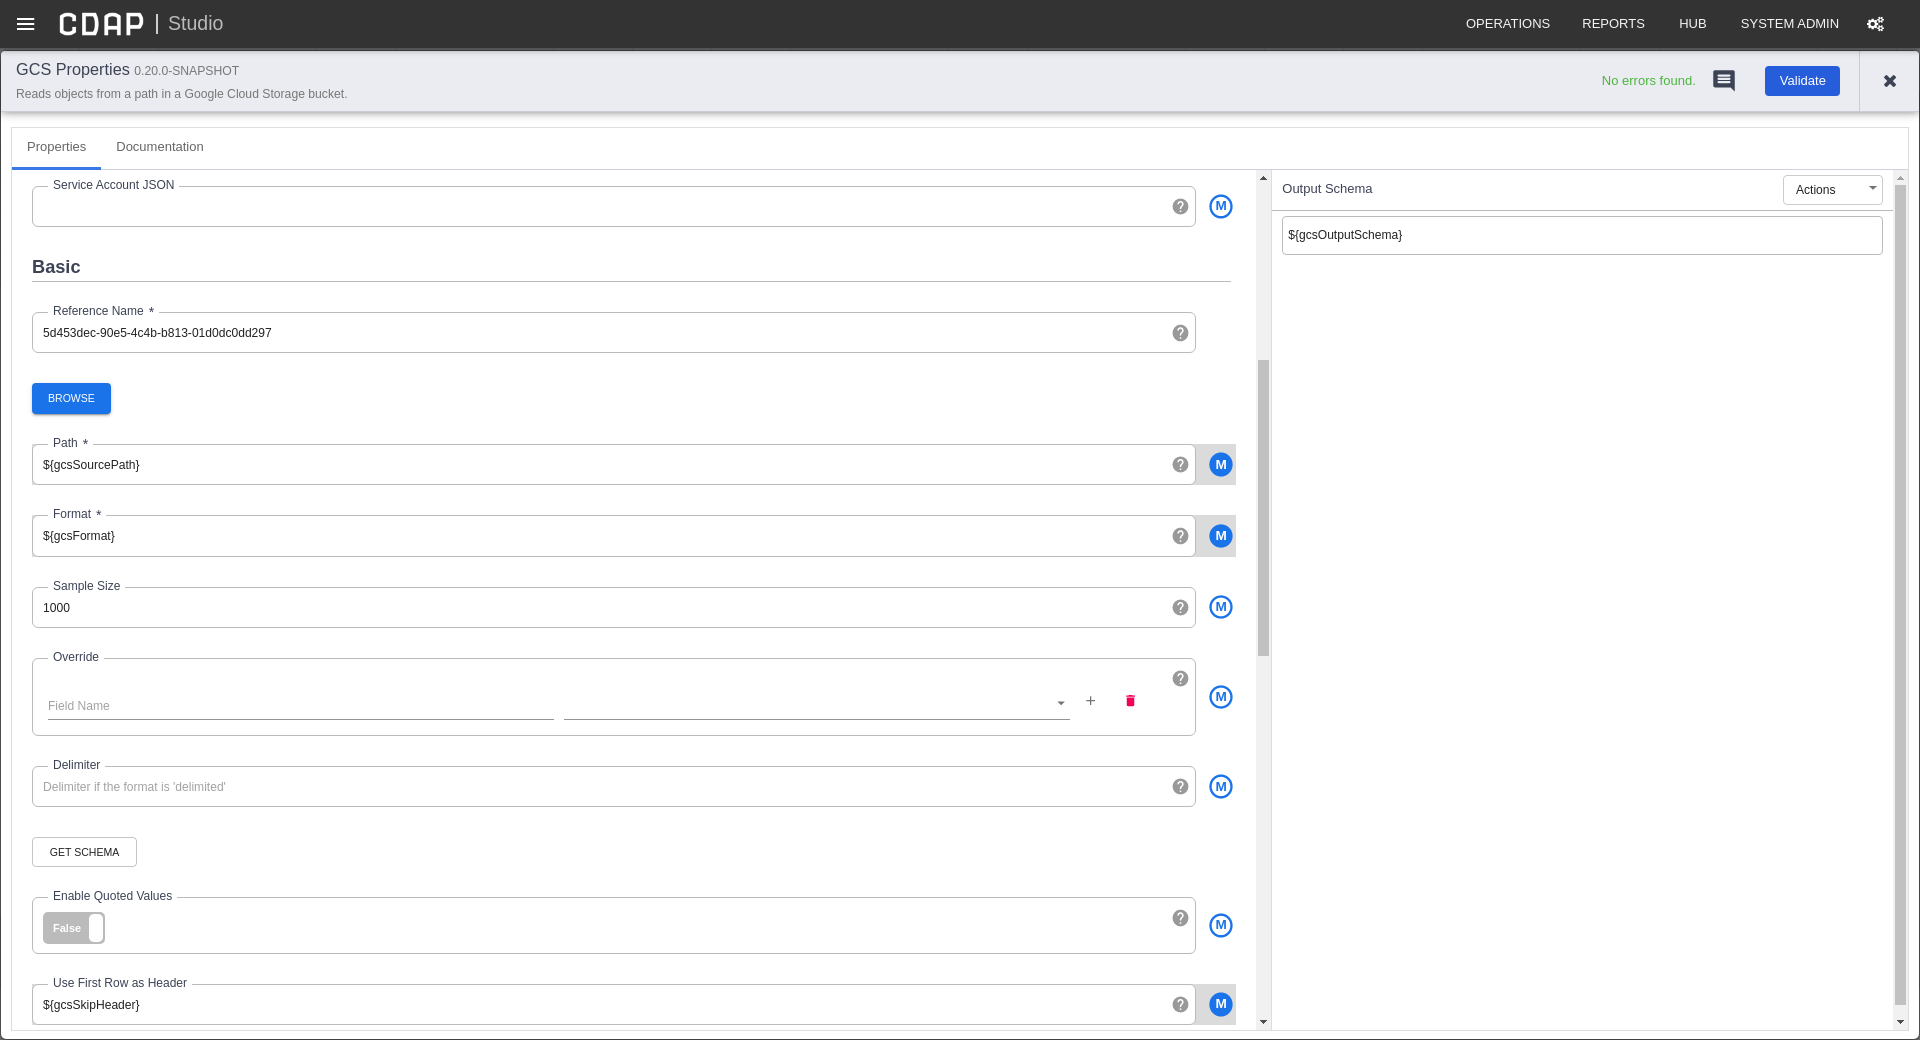 CDAP | Studio
OPERATIONS REPORTS HUB SYSTEM ADMIN
GCS Properties 0.20.0-SNAPSHOT
Reads objects from a path in a Google Cloud Storage bucket.
No errors found.
Validate
Properties Documentation
Service Account JSON
M
Basic
Reference Name *
5d453dec-90e5-4c4b-b813-01d0dc0dd297
BROWSE
Path *
${gcsSourcePath}
M
Format *
${gcsFormat}
M
Sample Size
1000
M
Override
Field Name
M
Delimiter
Delimiter if the format is 'delimited'
M
GET SCHEMA
Enable Quoted Values
False
M
Use First Row as Header
${gcsSkipHeader}
M
Output Schema
Actions
${gcsOutputSchema}